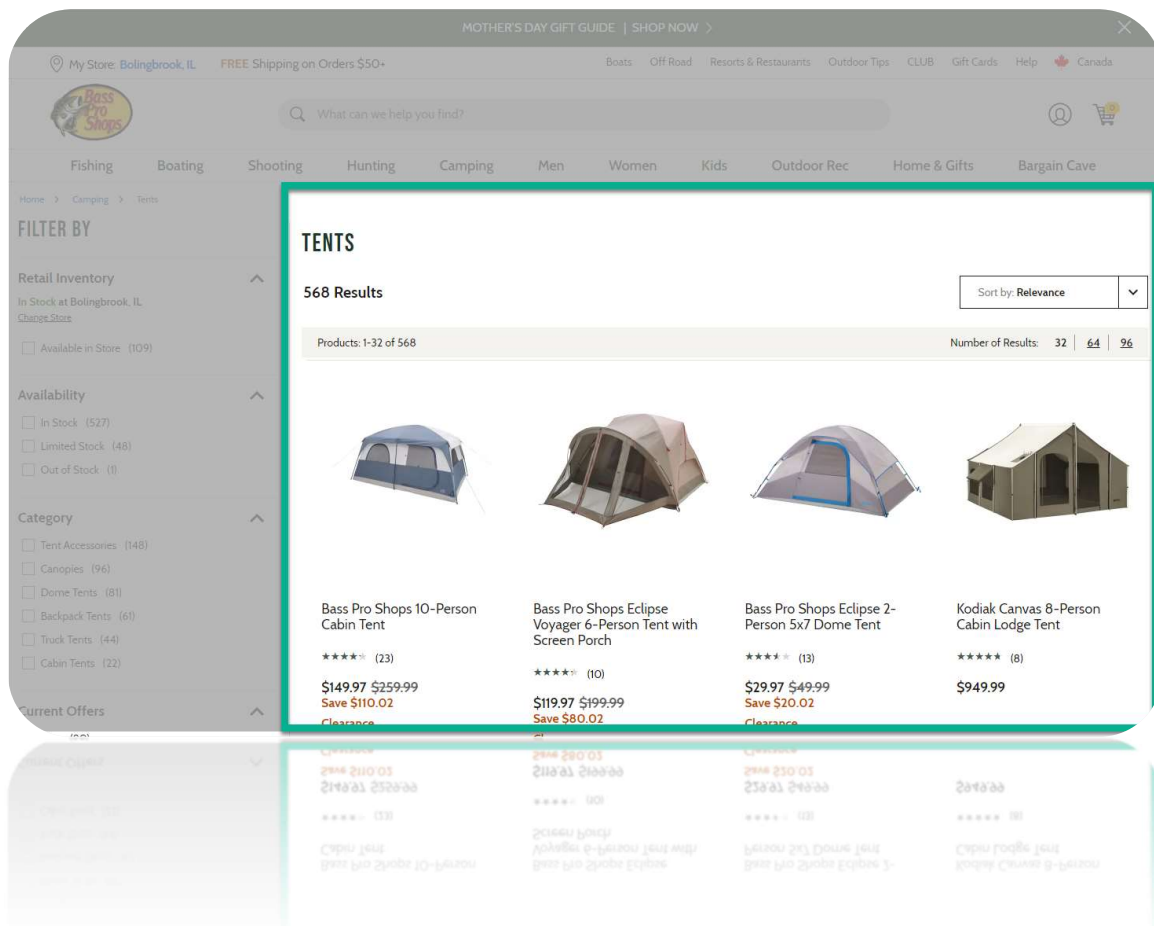 MOTHER'S DAY GIFT GUIDE | SHOP NOW >
My Store: Bolingbrook, IL FREE Shipping on Orders $50+ Boats Off Road Resorts & Restaurants Outdoor Tips CLUB Gift Cards Help Canada
Bass
Pro
Shops
What can we help you find?
0
Fishing Boating Shooting Hunting Camping Men Women Kids Outdoor Rec Home & Gifts Bargain Cave
Home > Camping > Tents
FILTER BY
Retail Inventory
In Stock at Bolingbrook, IL
Change Store
Available in Store (109)
Availability
In Stock (527)
Limited Stock (48)
Out of Stock (1)
Category
Tent Accessories (148)
Canopies (96)
Dome Tents (81)
Backpack Tents (61)
Truck Tents (44)
Cabin Tents (22)
Current Offers
TENTS
568 Results
Sort by: Relevance
Products: 1-32 of 568
Number of Results: 32 | 64 | 96
Bass Pro Shops 10-Person
Cabin Tent
(23)
$149.97 $259.99
Save $110.02
Clearance
Bass Pro Shops Eclipse
Voyager 6-Person Tent with
Screen Porch
(10)
$119.97 $199.99
Save $80.02
Bass Pro Shops Eclipse 2-
Person 5x7 Dome Tent
(13)
$29.97 $49.99
Save $20.02
Clearance
Kodiak Canvas 8-Person
Cabin Lodge Tent
(8)
$949.99